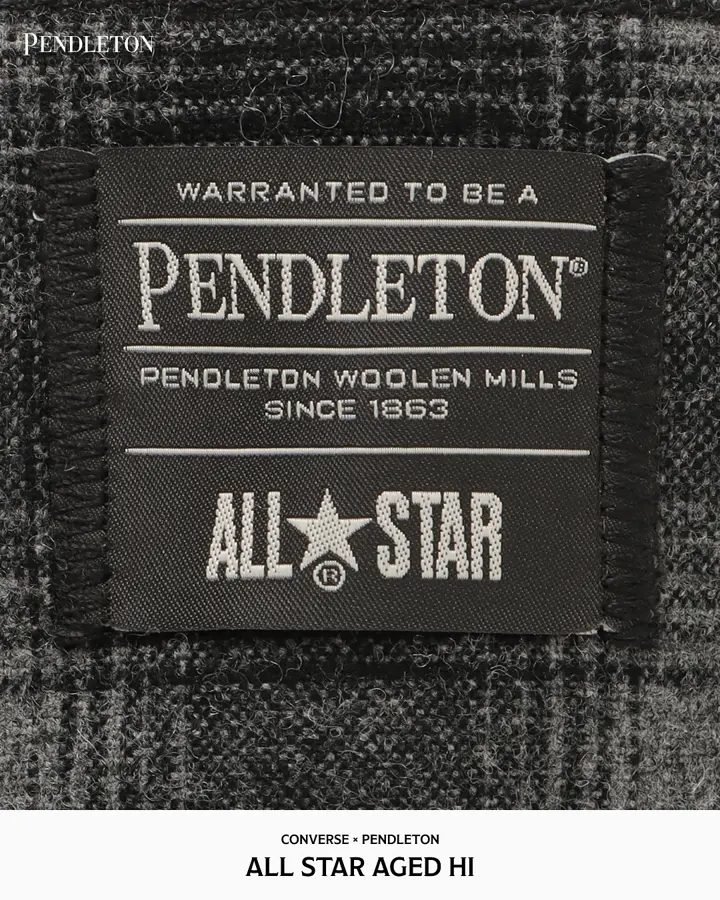 PENDLETON
WARRANTED TO BE A
PENDLETON®
PENDLETON WOOLEN MILLS
SINCE 1863
ALL★STAR
®
CONVERSE × PENDLETON
ALL STAR AGED HI